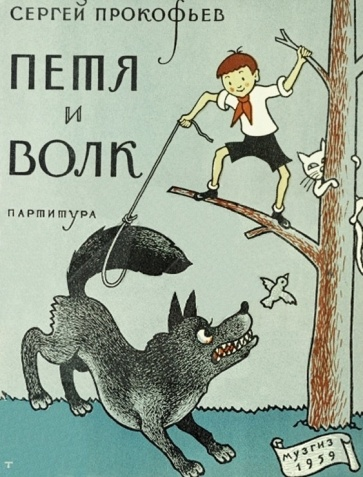 СЕРГЕЙ ПРОКОФЬЕВ
ПЕТЯ
И
ВОЛК
ПАРТИТУРА
МУЗГИЗ
1959
Т